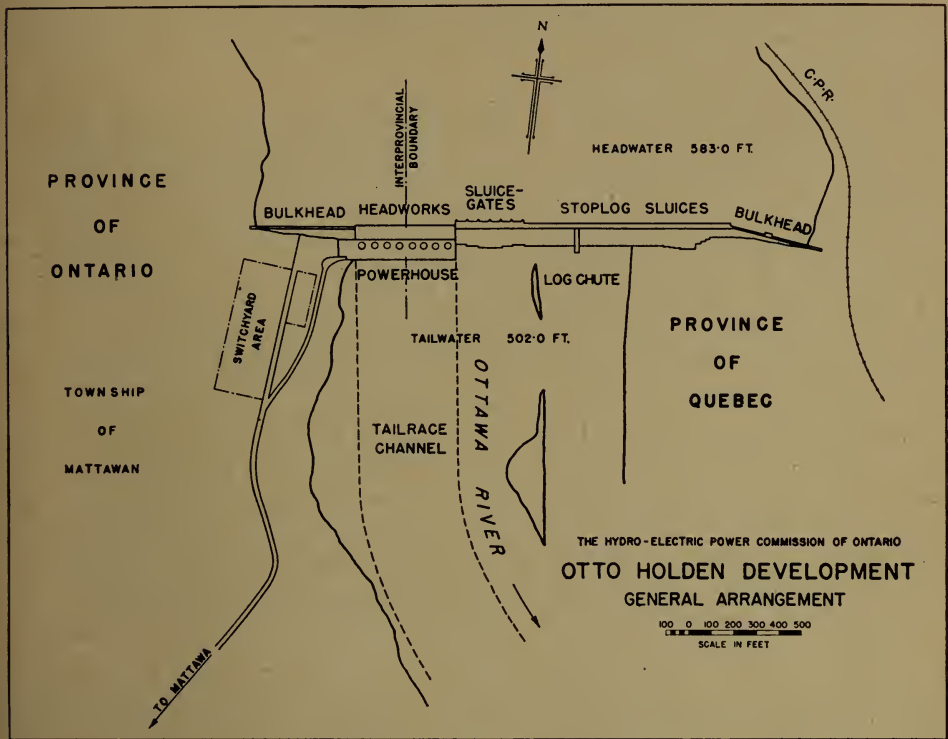 N
C·P·R·
INTERPROVINCIAL
BOUNDARY
HEADWATER 583·0 FT.
PROVINCE
OF
ONTARIO
SLUICE-
GATES
BULKHEAD
HEADWORKS
STOPLOG SLUICES
BULKHEAD
POWERHOUSE
LOG CHUTE
SWITCHYARD
AREA
TAILWATER 502·0 FT.
PROVINCE
OF
QUEBEC
TOWNSHIP
OF
MATTAWAN
TAILRACE
CHANNEL
OTTAWA RIVER
THE HYDRO-ELECTRIC POWER COMMISSION OF ONTARIO
OTTO HOLDEN DEVELOPMENT
GENERAL ARRANGEMENT
100 0 100 200 300 400 500
SCALE IN FEET
TO MATTAWA